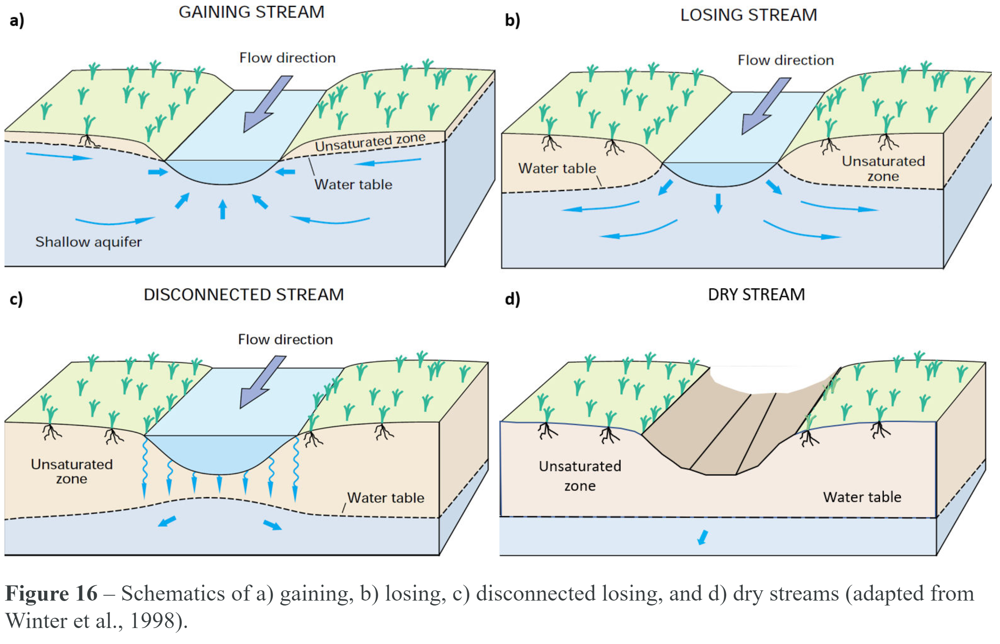 a)
GAINING STREAM
Flow direction
Unsaturated zone
Water table
Shallow aquifer
b)
LOSING STREAM
Flow direction
Water table
Unsaturated
zone
c)
DISCONNECTED STREAM
Flow direction
Unsaturated
zone
Water table
d)
DRY STREAM
Unsaturated
zone
Water table
Figure 16 – Schematics of a) gaining, b) losing, c) disconnected losing, and d) dry streams (adapted from
Winter et al., 1998).